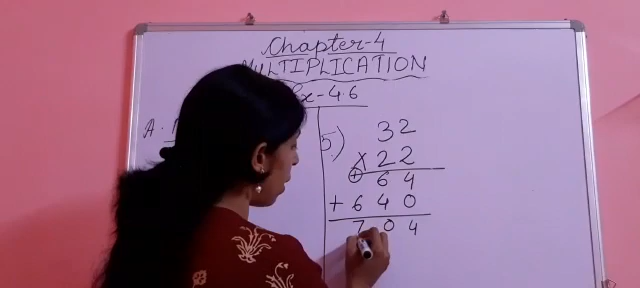 Chapter-4
MULTIPLICATION
Ex-4.6
A.
5) 32
×22
+ 64
+ 640
704